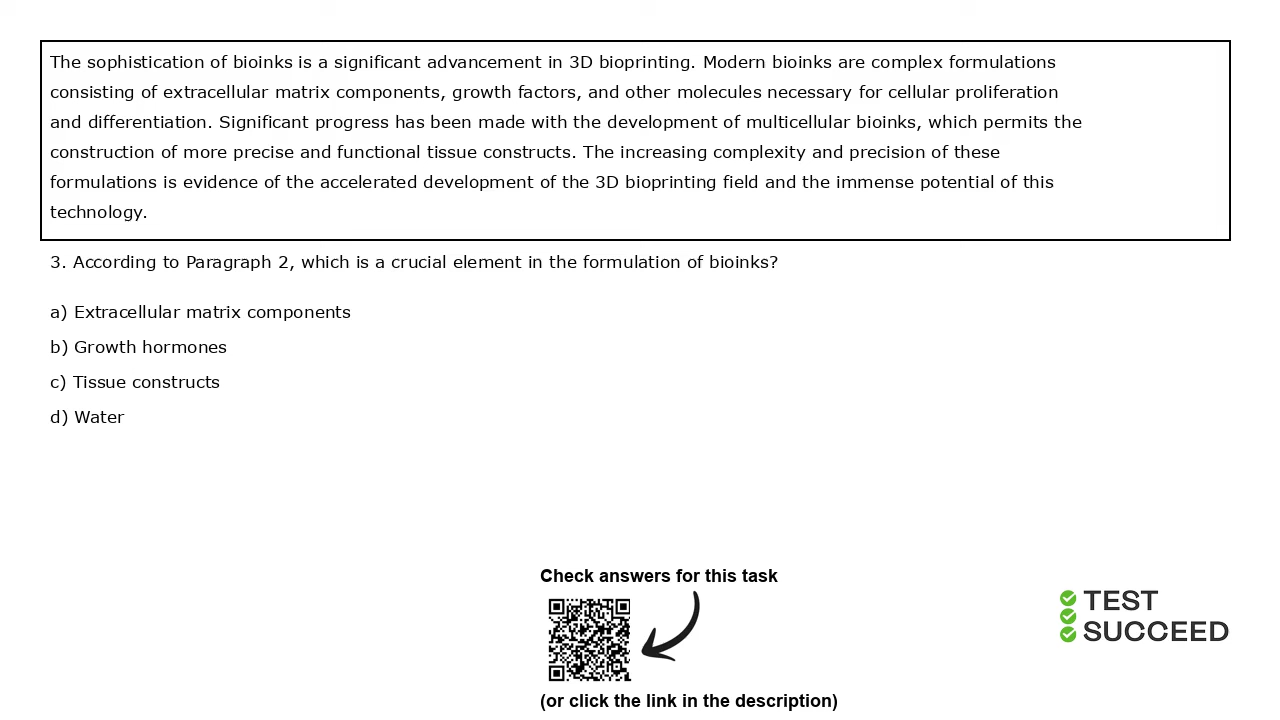 The sophistication of bioinks is a significant advancement in 3D bioprinting. Modern bioinks are complex formulations
consisting of extracellular matrix components, growth factors, and other molecules necessary for cellular proliferation
and differentiation. Significant progress has been made with the development of multicellular bioinks, which permits the
construction of more precise and functional tissue constructs. The increasing complexity and precision of these
formulations is evidence of the accelerated development of the 3D bioprinting field and the immense potential of this
technology.
3. According to Paragraph 2, which is a crucial element in the formulation of bioinks?
a) Extracellular matrix components
b) Growth hormones
c) Tissue constructs
d) Water
Check answers for this task
TEST
SUCCEED
(or click the link in the description)